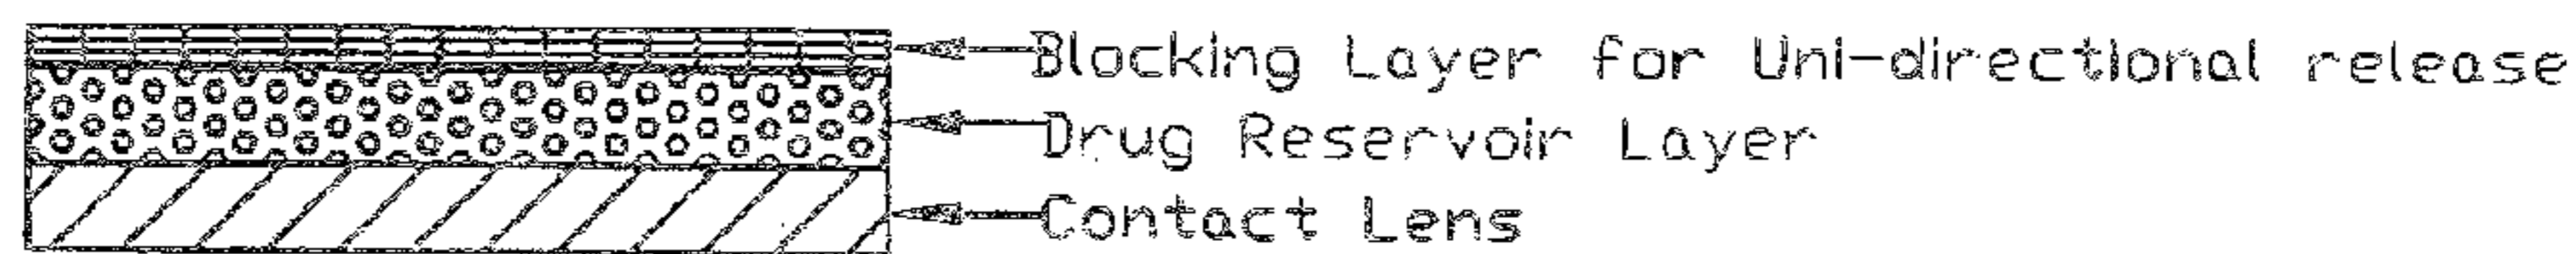 Blocking Layer for Uni-directional release
Drug Reservoir Layer
Contact Lens